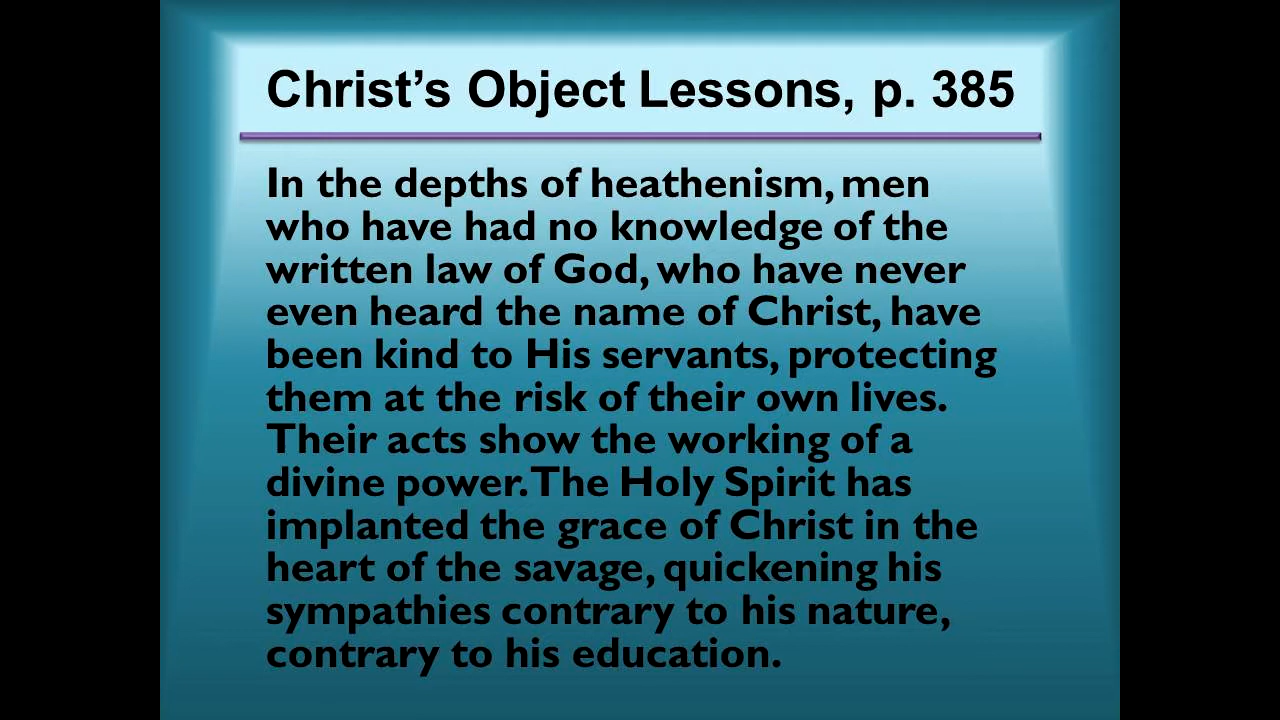 Christ's Object Lessons, p. 385
In the depths of heathenism, men
who have had no knowledge of the
written law of God, who have never
even heard the name of Christ, have
been kind to His servants, protecting
them at the risk of their own lives.
Their acts show the working of a
divine power. The Holy Spirit has
implanted the grace of Christ in the
heart of the savage, quickening his
sympathies contrary to his nature,
contrary to his education.